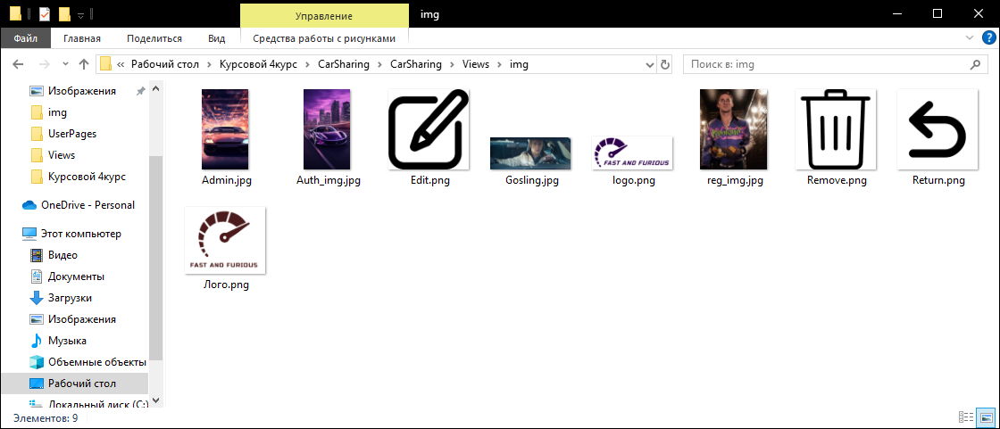 Управление
img
Файл
Главная
Поделиться
Вид
Средства работы с рисунками
« Рабочий стол > Курсовой 4курс > CarSharing > CarSharing > Views > img
Поиск в: img
Изображения
img
UserPages
Views
Курсовой 4курс
OneDrive - Personal
Этот компьютер
Видео
Документы
Загрузки
Изображения
Музыка
Объемные объекты
Рабочий стол
Локальный диск (C:)
Admin.jpg
Auth_img.jpg
Edit.png
Gosling.jpg
FAST AND FURIOUS
logo.png
reg_img.jpg
Remove.png
Return.png
FAST AND FURIOUS
Лого.png
Элементов: 9